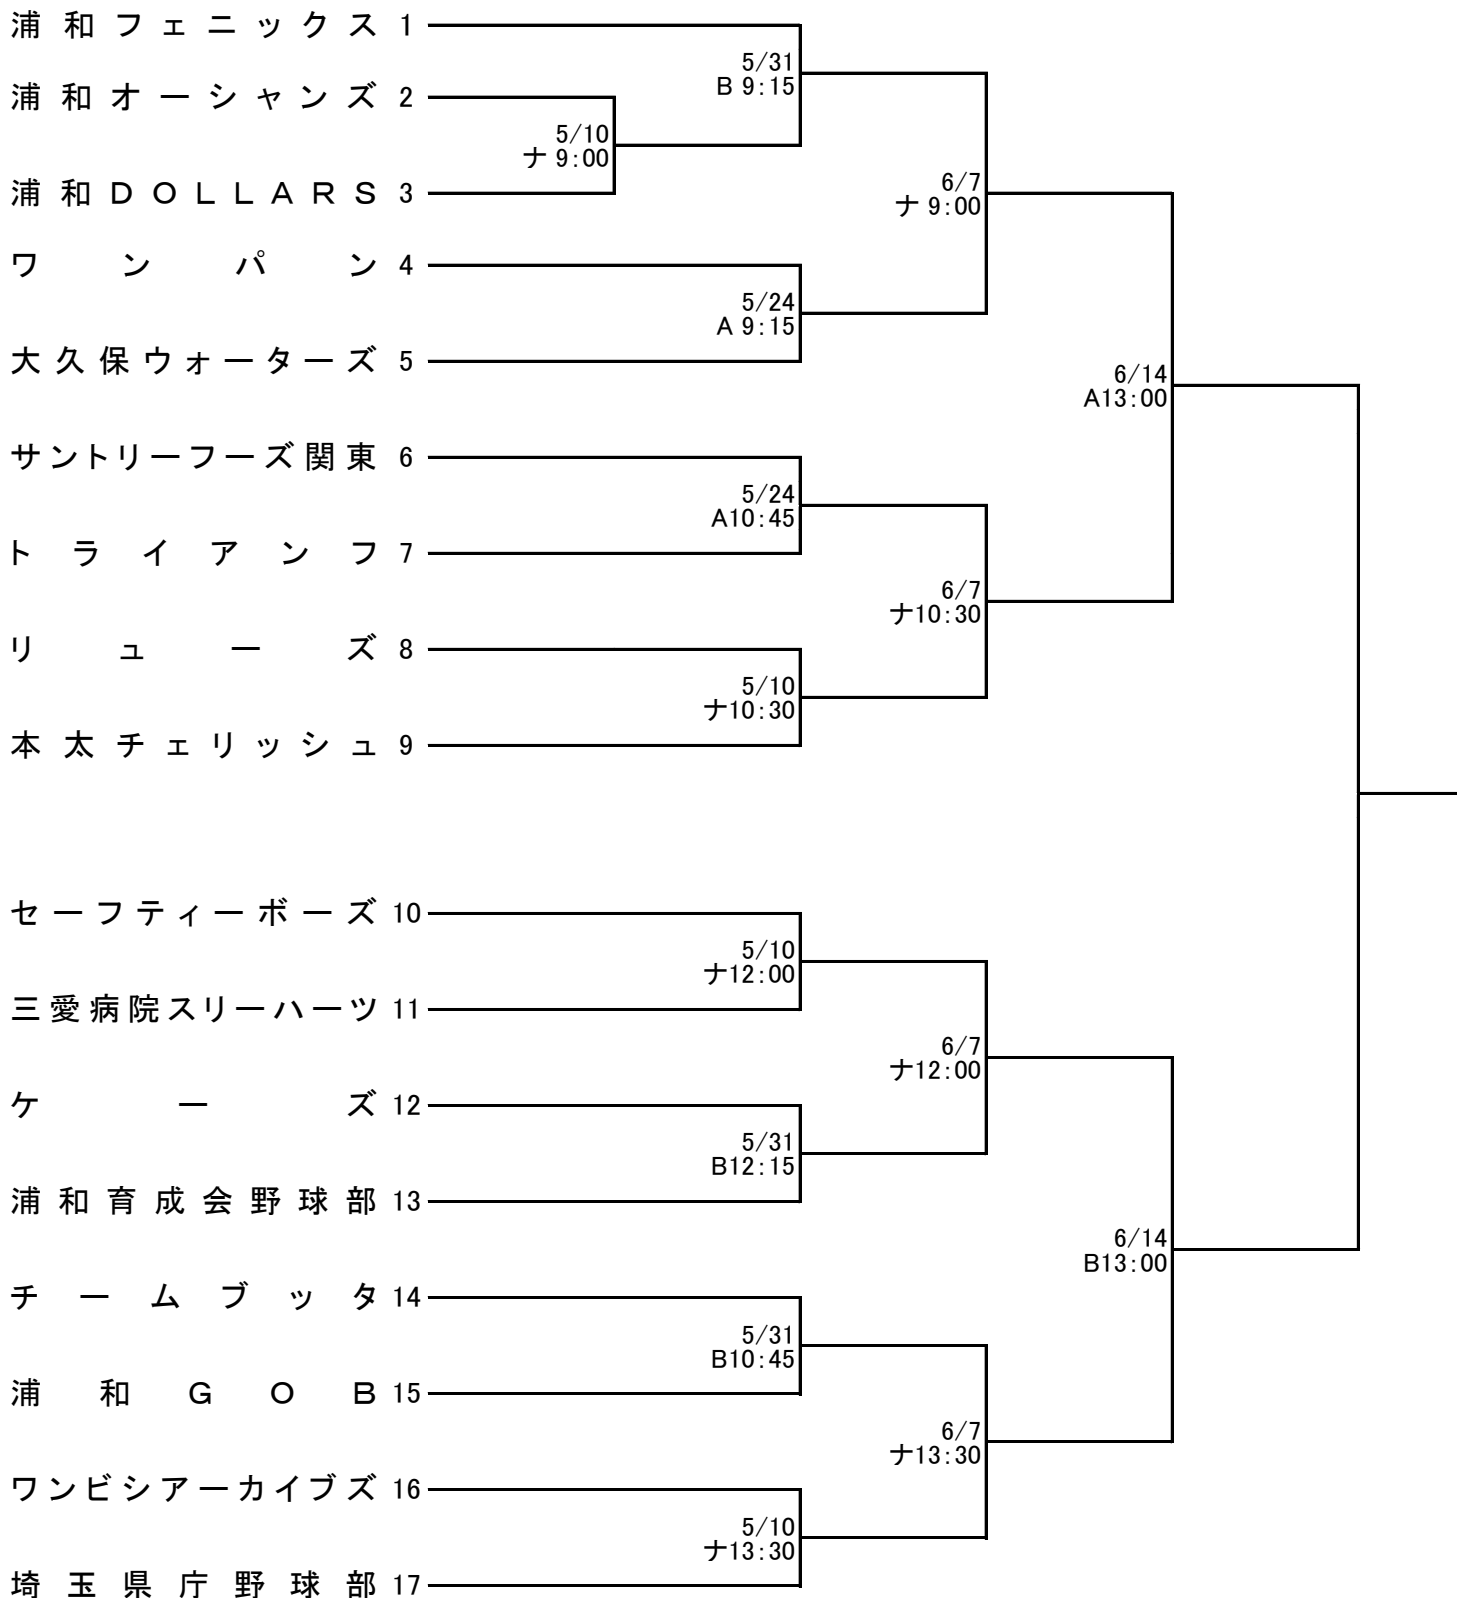 浦和フェニックス 1
5/31
B 9:15
浦和オーシャンズ 2
5/10
ナ 9:00
浦和DOLLARS 3
6/7
ナ 9:00
ワンパン 4
5/24
A 9:15
大久保ウォーターズ 5
6/14
A13:00
サントリーフーズ関東 6
5/24
A10:45
トライアンフ 7
6/7
ナ10:30
リューズ 8
5/10
ナ10:30
本太チェリッシュ 9
セーフティーボーズ 10
5/10
ナ12:00
三愛病院スリーハーツ 11
6/7
ナ12:00
ケーズ 12
5/31
B12:15
浦和育成会野球部 13
6/14
B13:00
チームブッタ 14
5/31
B10:45
浦和GOB 15
6/7
ナ13:30
ワンビシアーカイブズ 16
5/10
ナ13:30
埼玉県庁野球部 17